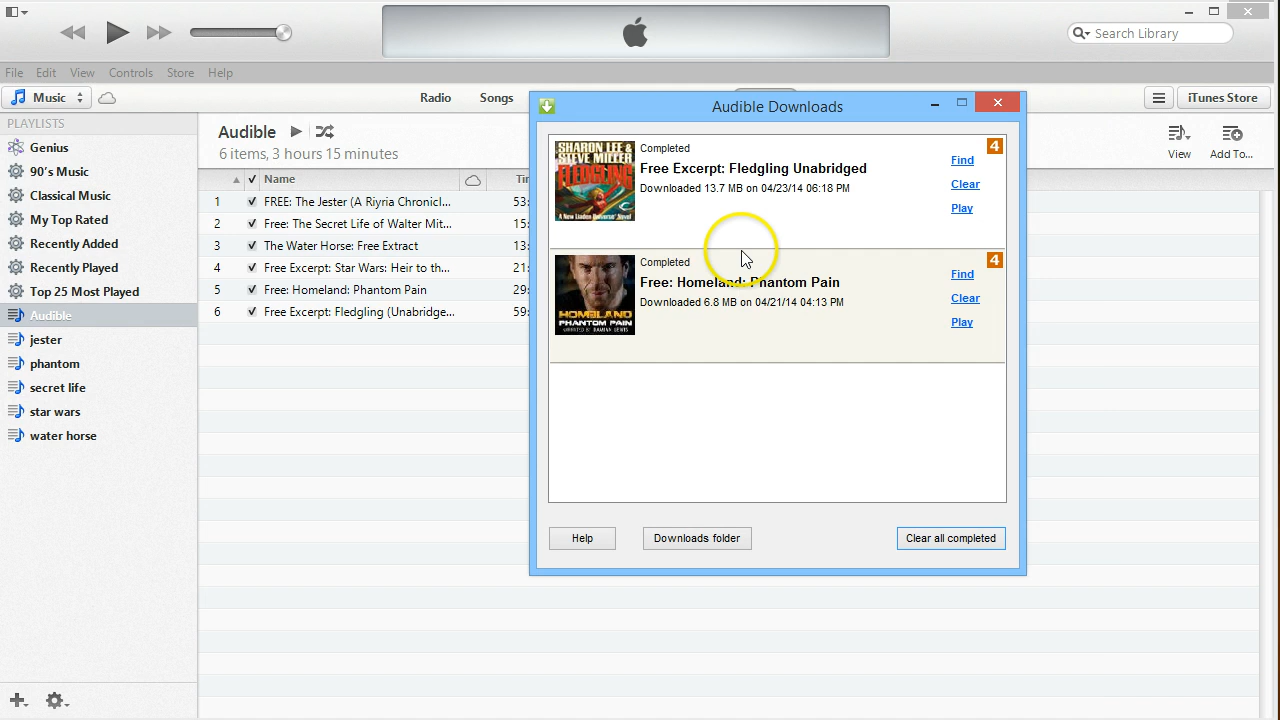 Search Library
File Edit View Controls Store Help
Music
Radio Songs
iTunes Store
PLAYLISTS
Genius
90's Music
Classical Music
My Top Rated
Recently Added
Recently Played
Top 25 Most Played
Audible
jester
phantom
secret life
star wars
water horse
Audible
6 items, 3 hours 15 minutes
View
Add To...
Name
1 FREE: The Jester (A Riyria Chronicl...
2 Free: The Secret Life of Walter Mit...
3 The Water Horse: Free Extract
4 Free Excerpt: Star Wars: Heir to th...
5 Free: Homeland: Phantom Pain
6 Free Excerpt: Fledgling (Unabridge...
Audible Downloads
SHARON LEE &
STEVE MILLER
FLEDGLING
Completed
Free Excerpt: Fledgling Unabridged
Downloaded 13.7 MB on 04/23/14 06:18 PM
4
Find
Clear
Play
HOMELAND
PHANTOM PAIN
Completed
Free: Homeland: Phantom Pain
Downloaded 6.8 MB on 04/21/14 04:13 PM
4
Find
Clear
Play
Help
Downloads folder
Clear all completed